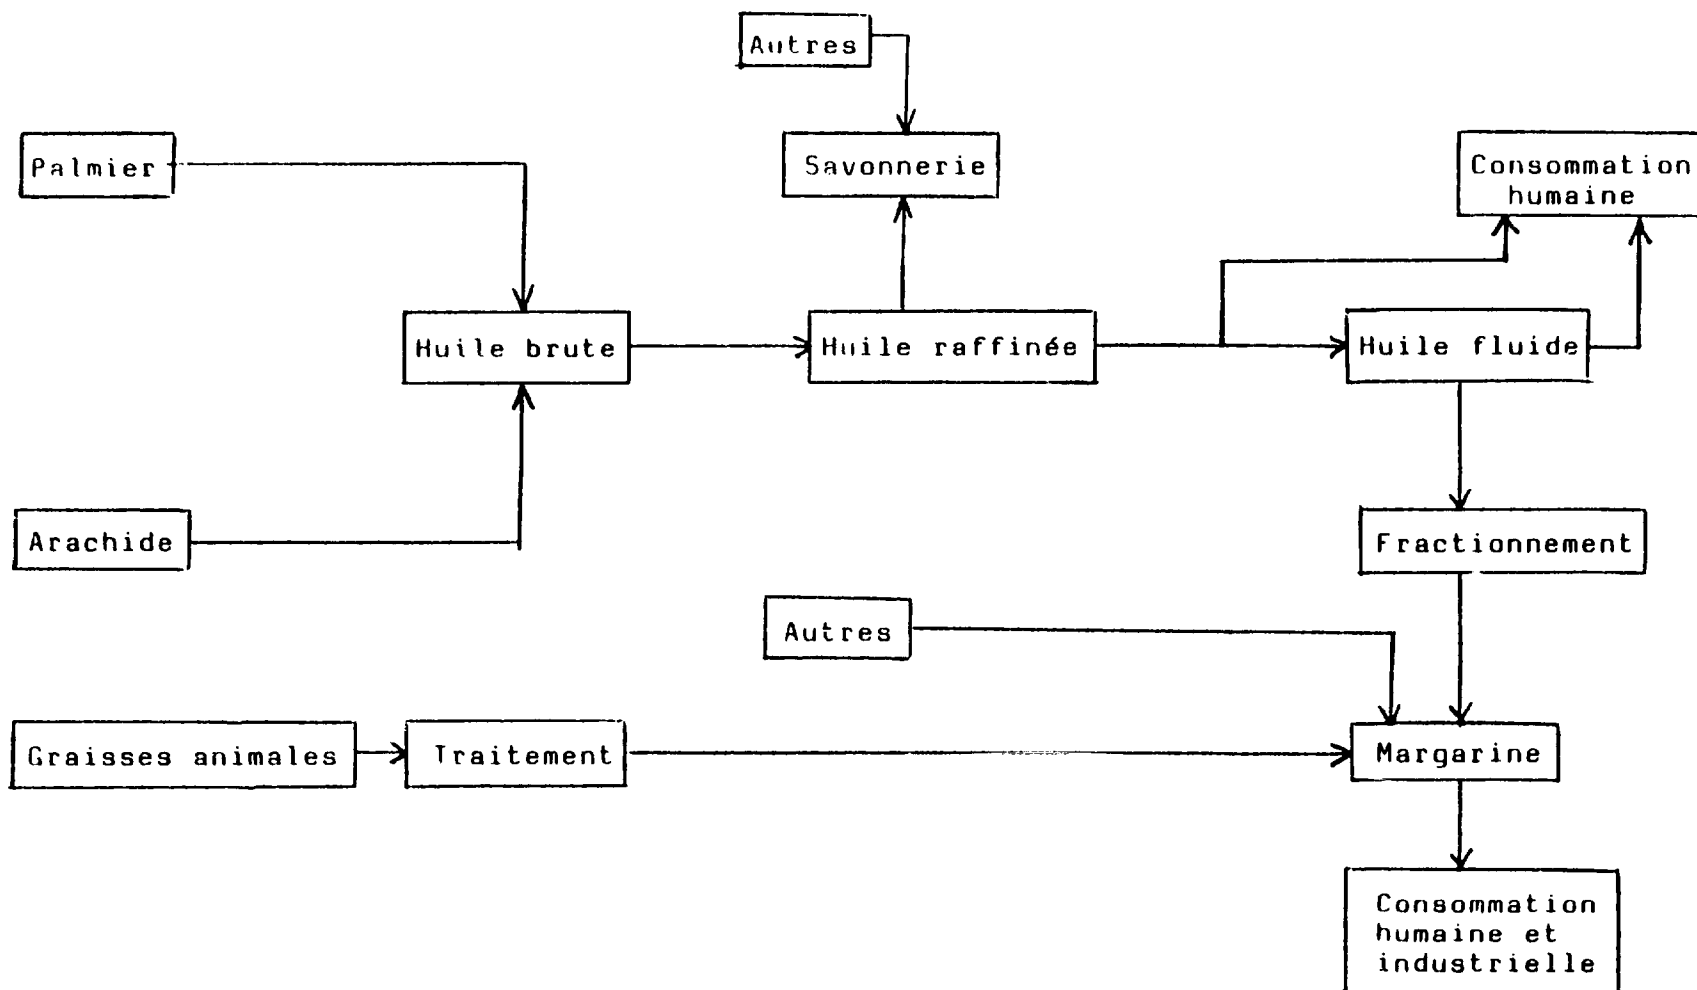 Autres
Palmier
Savonnerie
Consommation
humaine
Huile brute
Huile raffinée
Huile fluide
Arachide
Fractionnement
Autres
Graisses animales
Traitement
Margarine
Consommation
humaine et
industrielle